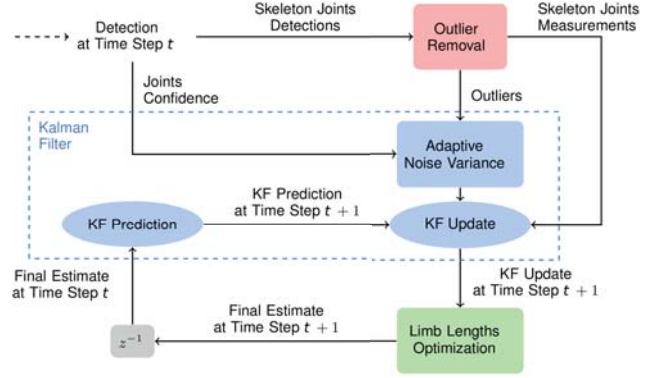 Skeleton Joints
Detections
Skeleton Joints
Measurements
Detection
at Time Step t
Outlier
Removal
Joints
Confidence
Outliers
Kalman
Filter
Adaptive
Noise Variance
KF Prediction
at Time Step t + 1
KF Prediction
KF Update
Final Estimate
at Time Step t
KF Update
at Time Step t + 1
Final Estimate
at Time Step t + 1
z⁻¹
Limb Lengths
Optimization